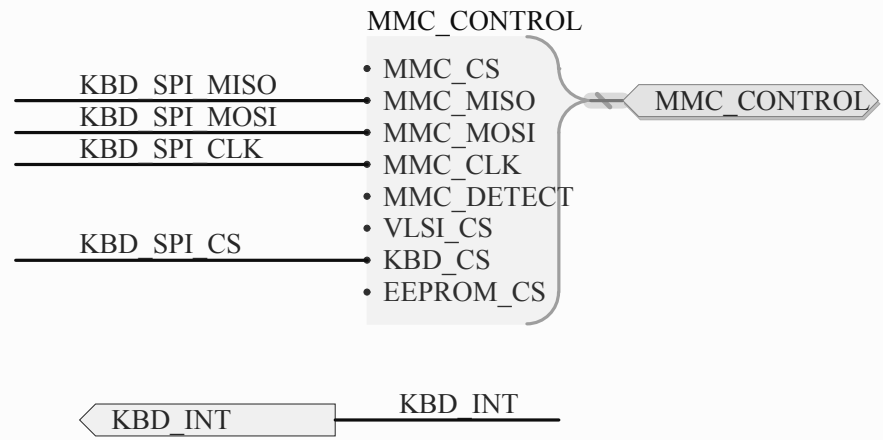 MMC_CONTROL
MMC_CS
KBD_SPI_MISO MMC_MISO MMC_CONTROL
KBD_SPI_MOSI MMC_MOSI
KBD_SPI_CLK MMC_CLK
MMC_DETECT
VLSI_CS
KBD_SPI_CS KBD_CS
EEPROM_CS
KBD_INT KBD_INT